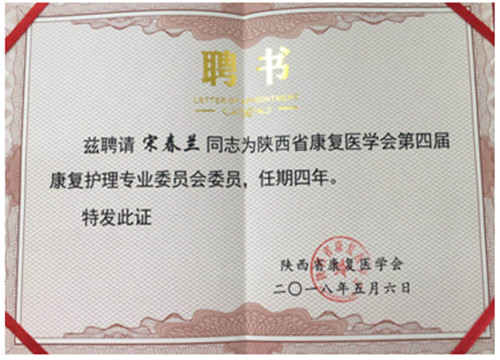 聘书
LETTER OF APPOINTMENT
兹聘请 宋春兰 同志为陕西省康复医学会第四届
康复护理专业委员会委员，任期四年。
特发此证
陕西省康复医学会
二〇一八年五月六日